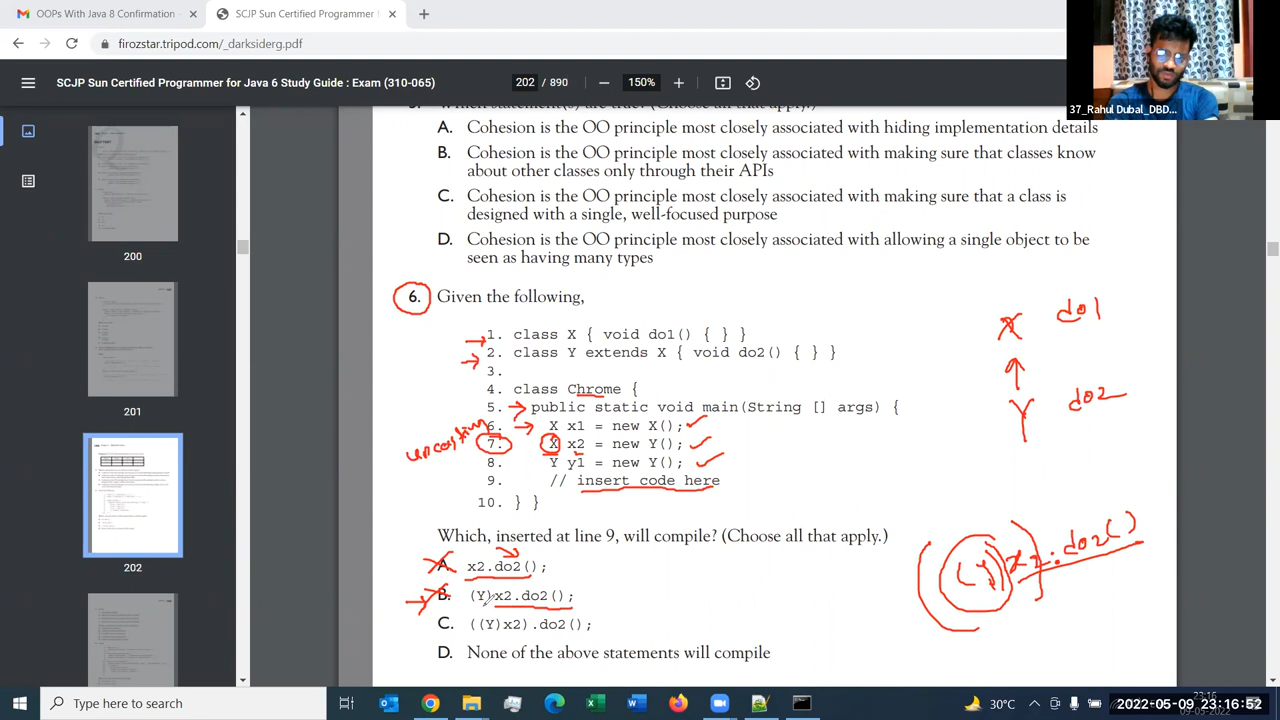 OOPs With Java 8 Confirmation
SCJP Sun Certified Programmer
firozstar.tripod.com/_darksiderg.pdf
37_Rahul Dubal_DBD...
SCJP Sun Certified Programmer for Java 6 Study Guide : Exam (310-065)
202 / 890
150%
A. Cohesion is the OO principle most closely associated with hiding implementation details
B. Cohesion is the OO principle most closely associated with making sure that classes know
about other classes only through their APIs
C. Cohesion is the OO principle most closely associated with making sure that a class is
designed with a single, well-focused purpose
D. Cohesion is the OO principle most closely associated with allowing a single object to be
seen as having many types
6. Given the following,
1. class X { void do1() { } }
2. class Y extends X { void do2() { } }
3.
4. class Chrome {
5. public static void main(String [] args) {
6. X x1 = new X();
7. X x2 = new Y();
8. Y y1 = new Y();
9. // insert code here
10. }
Which, inserted at line 9, will compile? (Choose all that apply.)
A. x2.do2();
B. (Y)x2.do2();
C. ((Y)x2).do2();
D. None of the above statements will compile
X do1
Y do2
((Y) x2).do2()
200
201
202
Type here to search
30°C
23:16
09-05-2022
2022-05-09 23:16:52